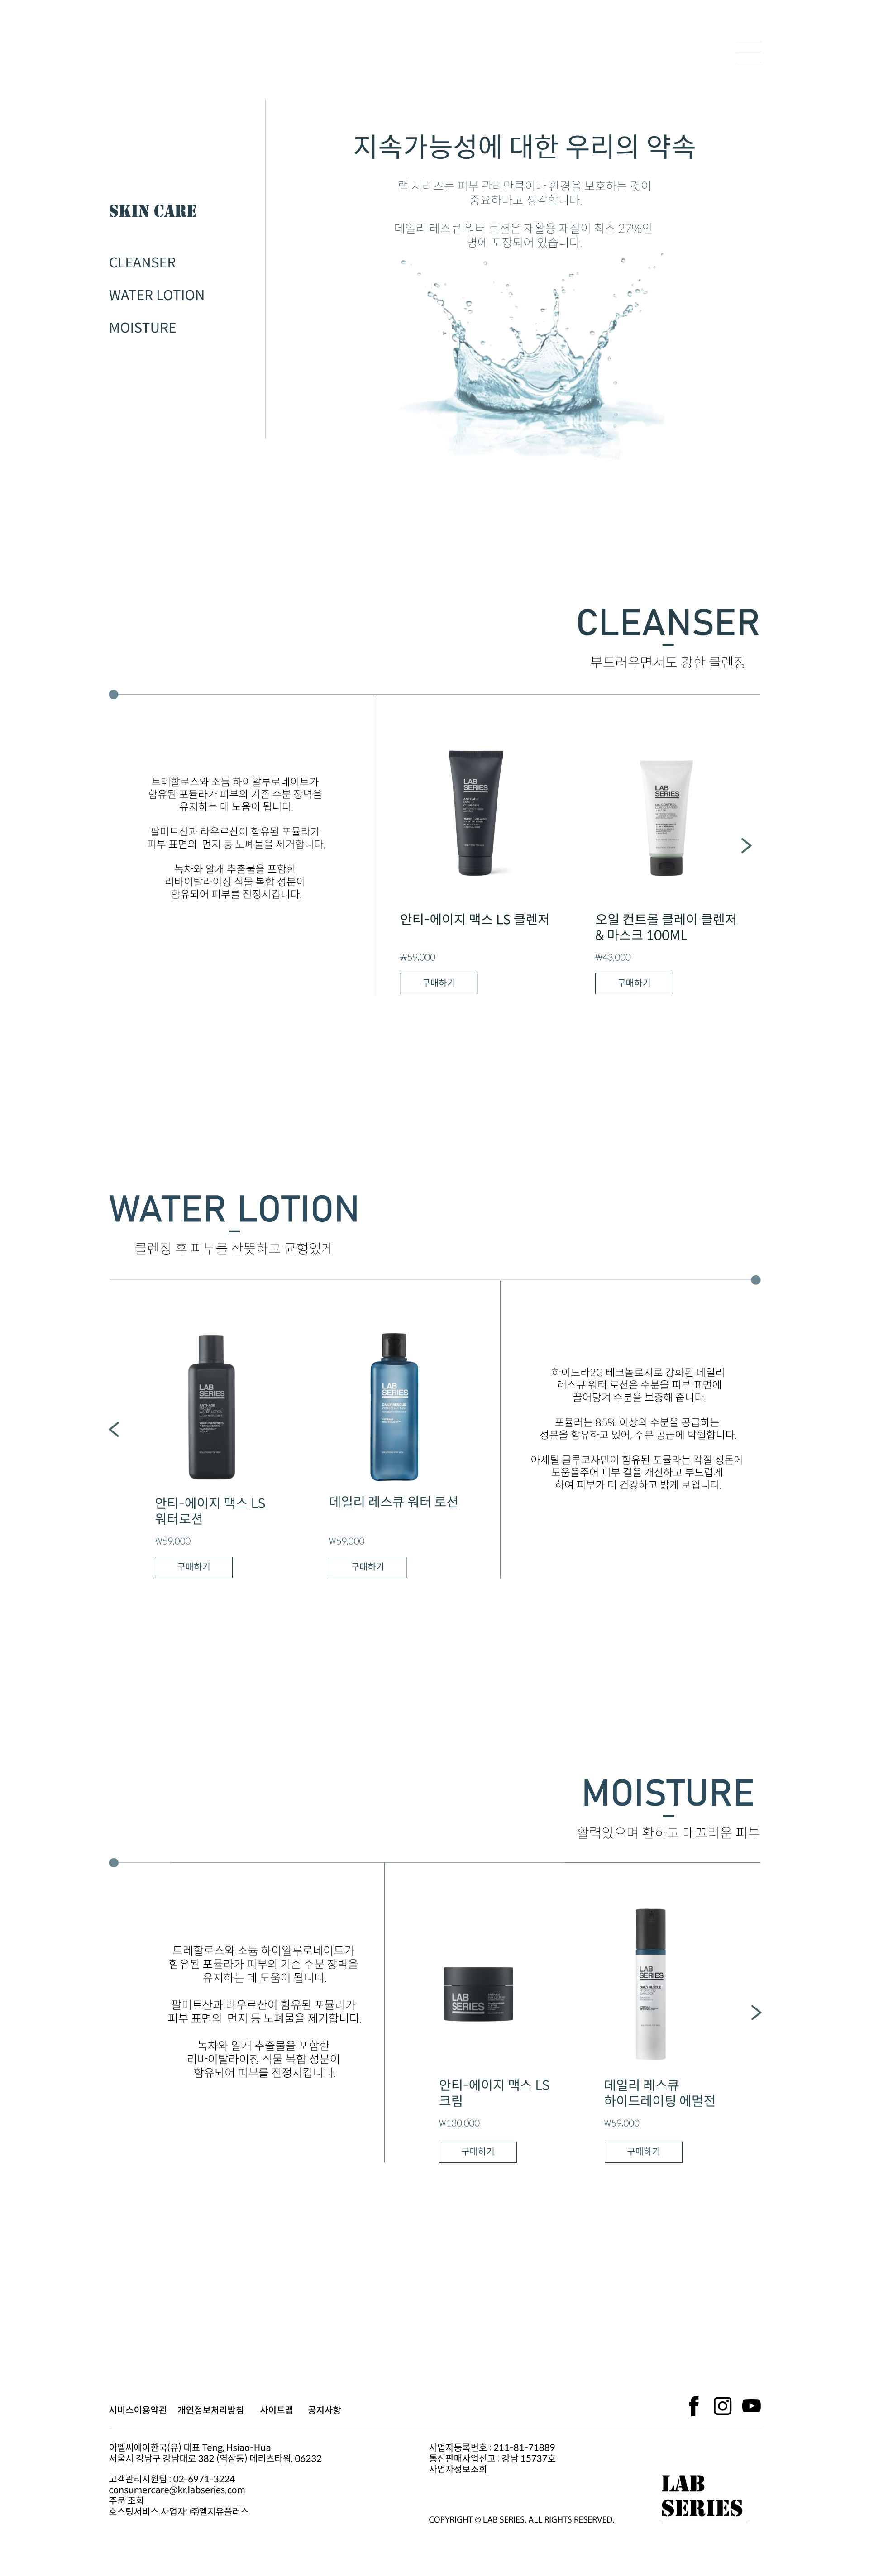 지속가능성에 대한 우리의 약속
랩 시리즈는 피부 관리만큼이나 환경을 보호하는 것이
중요하다고 생각합니다.
데일리 레스큐 워터 로션은 재활용 재질이 최소 27%인
병에 포장되어 있습니다.
SKIN CARE
CLEANSER
WATER LOTION
MOISTURE
CLEANSER
부드러우면서도 강한 클렌징
트레할로스와 소듐 하이알루로네이트가
함유된 포뮬라가 피부의 기존 수분 장벽을
유지하는 데 도움이 됩니다.
팔미트산과 라우르산이 함유된 포뮬라가
피부 표면의 먼지 등 노폐물을 제거합니다.
녹차와 알개 추출물을 포함한
리바이탈라이징 식물 복합 성분이
함유되어 피부를 진정시킵니다.
LAB
SERIES
LAB
SERIES
안티-에이지 맥스 LS 클렌저
₩59,000
구매하기
오일 컨트롤 클레이 클렌저
& 마스크 100ML
₩43,000
구매하기
WATER LOTION
클렌징 후 피부를 산뜻하고 균형있게
LAB
SERIES
LAB
SERIES
안티-에이지 맥스 LS
워터로션
₩59,000
구매하기
데일리 레스큐 워터 로션
₩59,000
구매하기
하이드라2G 테크놀로지로 강화된 데일리
레스큐 워터 로션은 수분을 피부 표면에
끌어당겨 수분을 보충해 줍니다.
포뮬러는 85% 이상의 수분을 공급하는
성분을 함유하고 있어, 수분 공급에 탁월합니다.
아세틸 글루코사민이 함유된 포뮬라는 각질 정돈에
도움을주어 피부 결을 개선하고 부드럽게
하여 피부가 더 건강하고 밝게 보입니다.
MOISTURE
활력있으며 환하고 매끄러운 피부
트레할로스와 소듐 하이알루로네이트가
함유된 포뮬라가 피부의 기존 수분 장벽을
유지하는 데 도움이 됩니다.
팔미트산과 라우르산이 함유된 포뮬라가
피부 표면의 먼지 등 노폐물을 제거합니다.
녹차와 알개 추출물을 포함한
리바이탈라이징 식물 복합 성분이
함유되어 피부를 진정시킵니다.
LAB
SERIES
LAB
SERIES
안티-에이지 맥스 LS
크림
₩130,000
구매하기
데일리 레스큐
하이드레이팅 에멀전
₩59,000
구매하기
서비스이용약관 개인정보처리방침 사이트맵 공지사항
이엘씨에이한국(유) 대표 Teng, Hsiao-Hua
서울시 강남구 강남대로 382 (역삼동) 메리츠타워, 06232
고객관리지원팀 : 02-6971-3224
consumercare@kr.labseries.com
주문 조회
호스팅서비스 사업자: ㈜엘지유플러스
사업자등록번호 : 211-81-71889
통신판매사업신고 : 강남 15737호
사업자정보조회
COPYRIGHT © LAB SERIES. ALL RIGHTS RESERVED.
LAB
SERIES